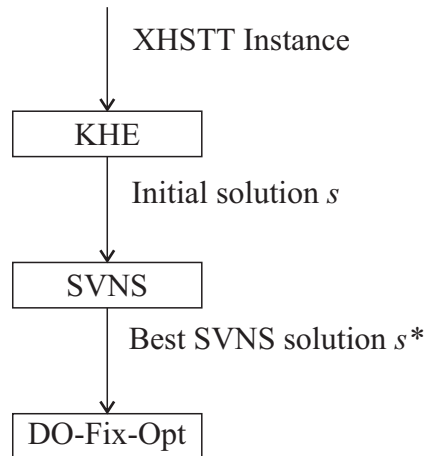 XHSTT Instance
KHE
Initial solution s
SVNS
Best SVNS solution s*
DO-Fix-Opt